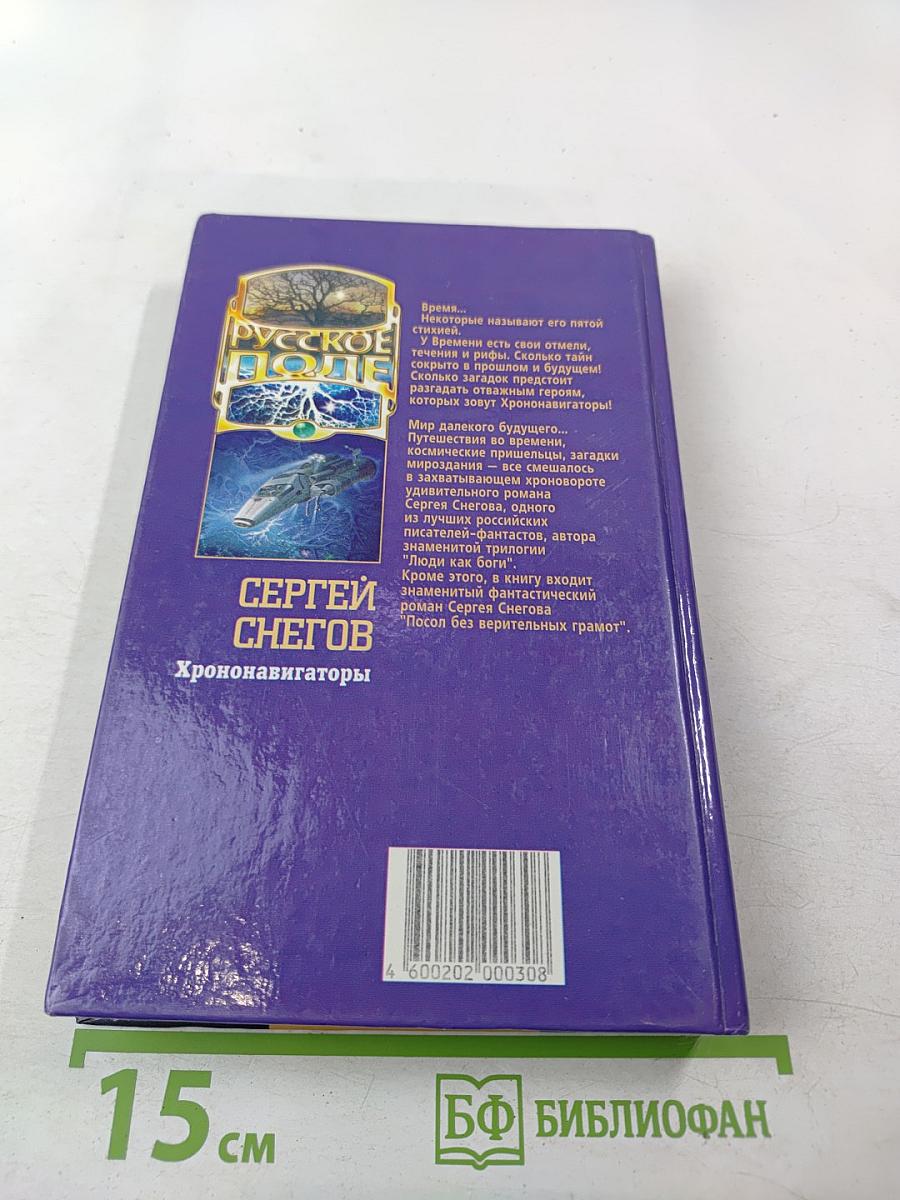 РУССКОЕ
ПОЛЕ
СЕРГЕЙ
СНЕГОВ
Хрононавигаторы
Время...
Некоторые называют его пятой
стихией.
У Времени есть свои отмели,
течения и рифы. Сколько тайн
сокрыто в прошлом и будущем!
Сколько загадок предстоит
разгадать отважным героям,
которых зовут Хрононавигаторы!
Мир далекого будущего...
Путешествия во времени,
космические пришельцы, загадки
мироздания — все смешалось
в захватывающем хроновороте
удивительного романа
Сергея Снегова, одного
из лучших российских
писателей-фантастов, автора
знаменитой трилогии
"Люди как боги".
Кроме этого, в книгу входит
знаменитый фантастический
роман Сергея Снегова
"Посол без верительных грамот".
4 600202 000308
15 см
БФ БИБЛИОФАН